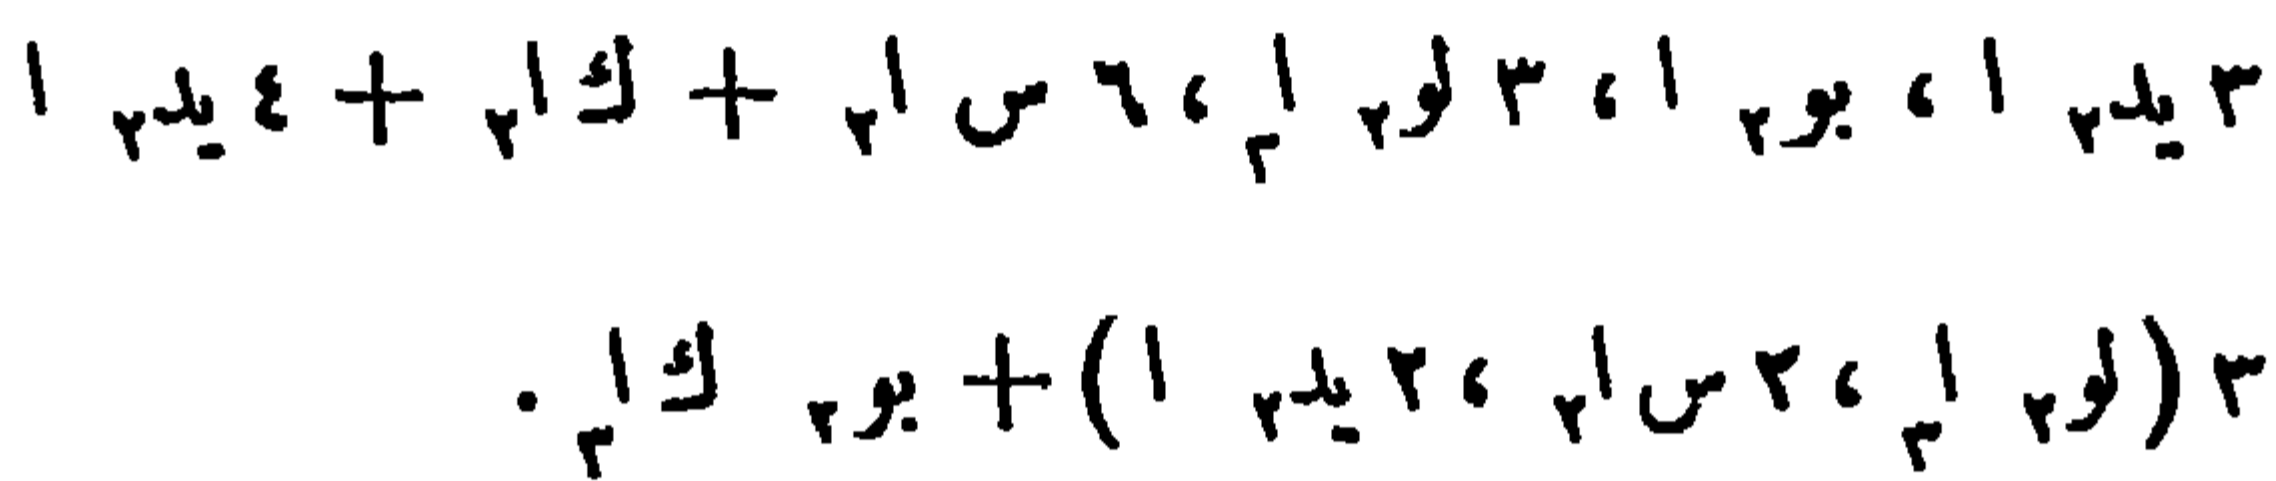 ٣ يلد٢ ا ، بو٢ ا ، ٣ لو٢ ا٢ ، ٦ س ا٢ + ك ا٢ + ٤ يلد٢ ا
٣ ( لو٢ ا٣ ، ٢ س ا٢ ، ٢ يلد٢ ا ) + بو٢ ك ا٣ .